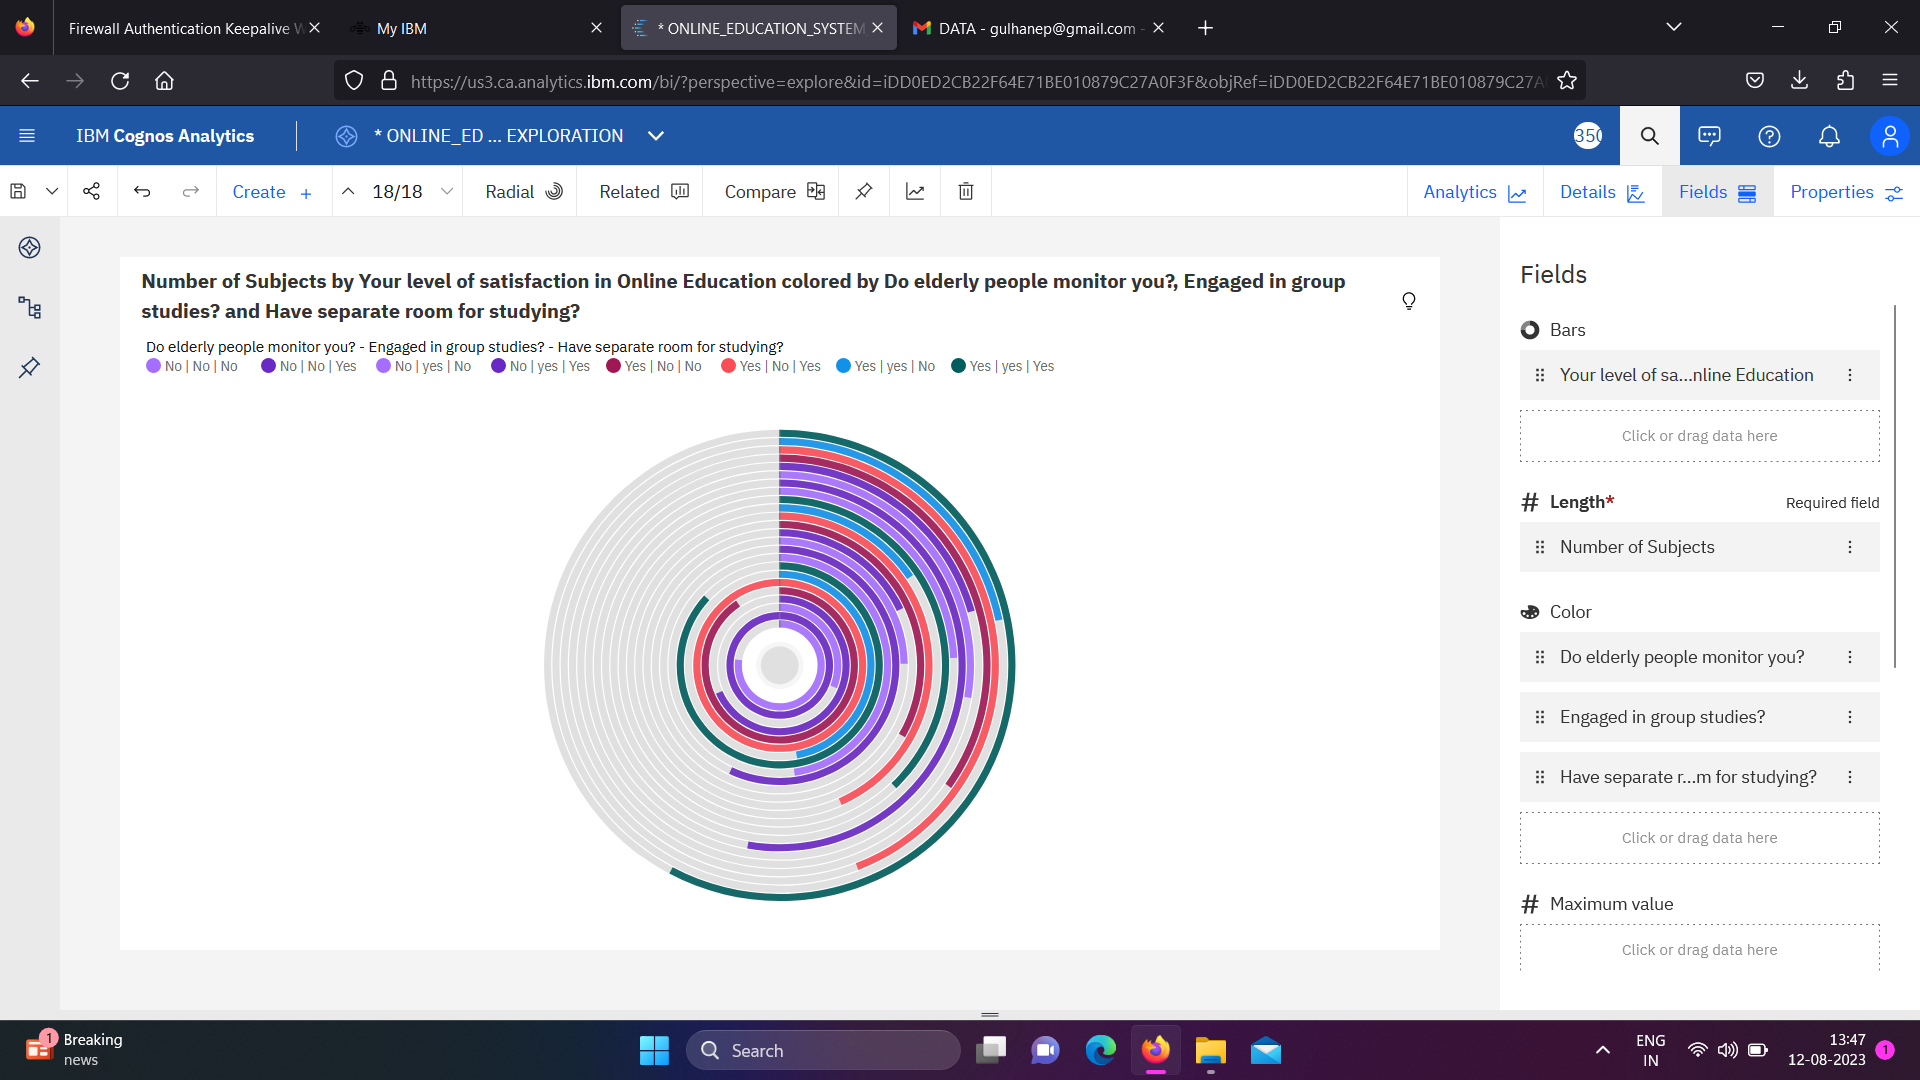 Firewall Authentication Keepalive W
My IBM
* ONLINE_EDUCATION_SYSTEM
DATA - gulhanep@gmail.com -
https://us3.ca.analytics.ibm.com/bi/?perspective=explore&id=iDD0ED2CB22F64E71BE010879C27A0F3F&objRef=iDD0ED2CB22F64E71BE010879C27A
IBM Cognos Analytics
* ONLINE_ED ... EXPLORATION
350
Create +
18/18
Radial
Related
Compare
Analytics
Details
Fields
Properties
Number of Subjects by Your level of satisfaction in Online Education colored by Do elderly people monitor you?, Engaged in group
studies? and Have separate room for studying?
Do elderly people monitor you? - Engaged in group studies? - Have separate room for studying?
No | No | No
No | No | Yes
No | yes | No
No | yes | Yes
Yes | No | No
Yes | No | Yes
Yes | yes | No
Yes | yes | Yes
Fields
Bars
Your level of sa...nline Education
Click or drag data here
# Length*
Required field
Number of Subjects
Color
Do elderly people monitor you?
Engaged in group studies?
Have separate r...m for studying?
Click or drag data here
# Maximum value
Click or drag data here
1
Breaking
news
Search
ENG
IN
13:47
12-08-2023
1